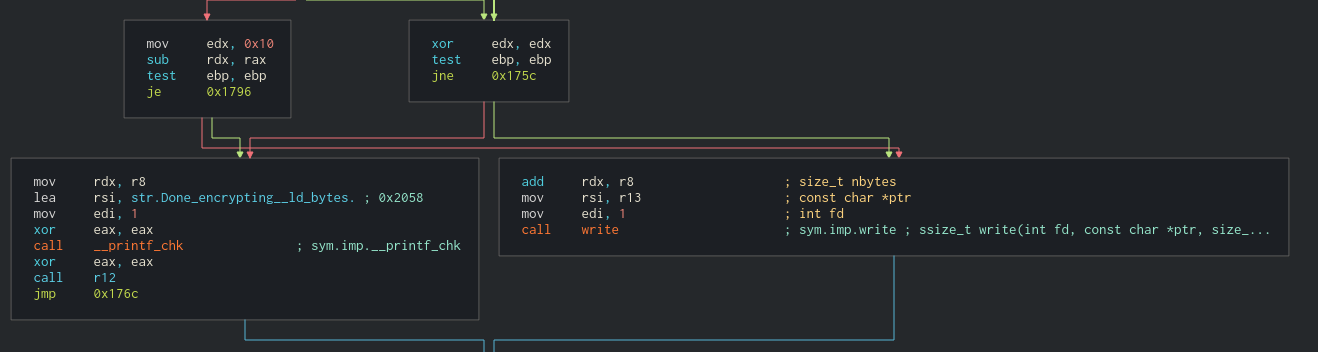 mov edx, 0x10
sub rdx, rax
test ebp, ebp
je 0x1796
xor edx, edx
test ebp, ebp
jne 0x175c
mov rdx, r8
lea rsi, str.Done_encrypting__ld_bytes. ; 0x2058
mov edi, 1
xor eax, eax
call __printf_chk ; sym.imp.__printf_chk
xor eax, eax
call r12
jmp 0x176c
add rdx, r8 ; size_t nbytes
mov rsi, r13 ; const char *ptr
mov edi, 1 ; int fd
call write ; sym.imp.write ; ssize_t write(int fd, const char *ptr, size_...